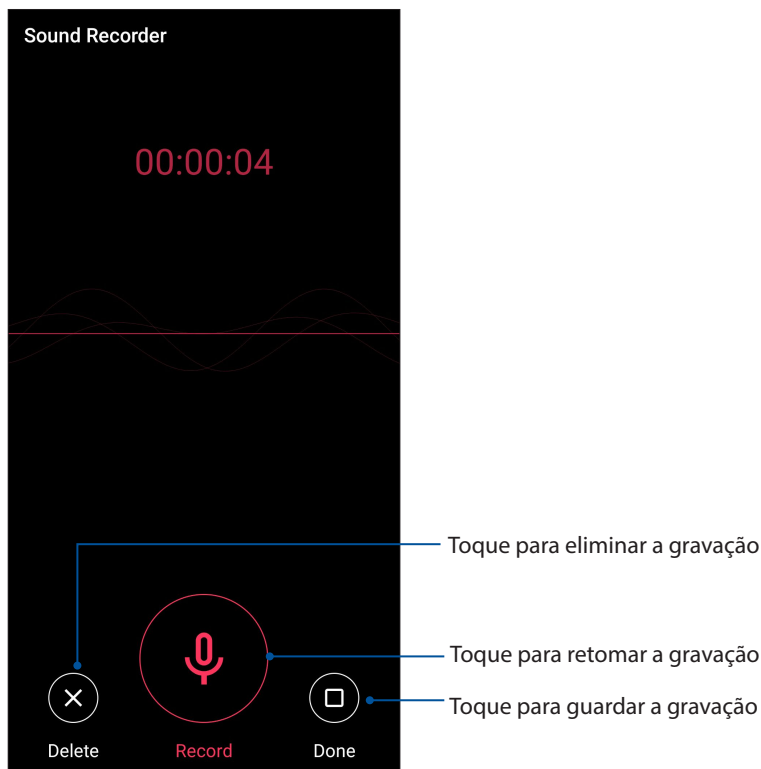 Sound Recorder
00:00:04
Toque para eliminar a gravação
Toque para retomar a gravação
Toque para guardar a gravação
Delete
Record
Done